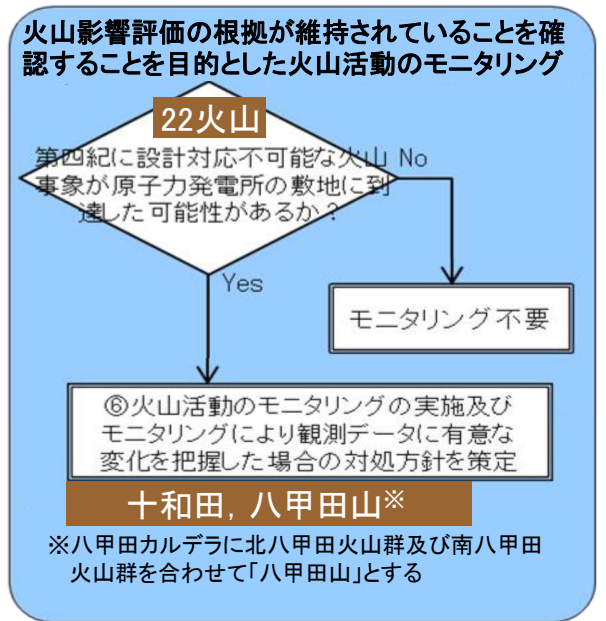 火山影響評価の根拠が維持されていることを確
認することを目的とした火山活動のモニタリング
22火山
第四紀に設計対応不可能な火山
事象が原子力発電所の敷地に到
達した可能性があるか?
No
Yes
モニタリング不要
⑥火山活動のモニタリングの実施及び
モニタリングにより観測データに有意な
変化を把握した場合の対処方針を策定
十和田，八甲田山※
※八甲田カルデラに北八甲田火山群及び南八甲田
火山群を合わせて「八甲田山」とする